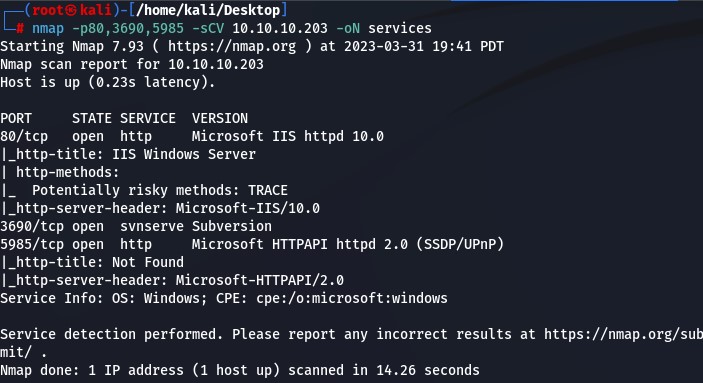 ┌──(root㉿kali)-[/home/kali/Desktop]
└─# nmap -p80,3690,5985 -sCV 10.10.10.203 -oN services
Starting Nmap 7.93 ( https://nmap.org ) at 2023-03-31 19:41 PDT
Nmap scan report for 10.10.10.203
Host is up (0.23s latency).

PORT     STATE SERVICE  VERSION
80/tcp   open  http     Microsoft IIS httpd 10.0
|_http-title: IIS Windows Server
| http-methods:
|_  Potentially risky methods: TRACE
|_http-server-header: Microsoft-IIS/10.0
3690/tcp open  svnserve Subversion
5985/tcp open  http     Microsoft HTTPAPI httpd 2.0 (SSDP/UPnP)
|_http-title: Not Found
|_http-server-header: Microsoft-HTTPAPI/2.0
Service Info: OS: Windows; CPE: cpe:/o:microsoft:windows

Service detection performed. Please report any incorrect results at https://nmap.org/sub
mit/ .
Nmap done: 1 IP address (1 host up) scanned in 14.26 seconds